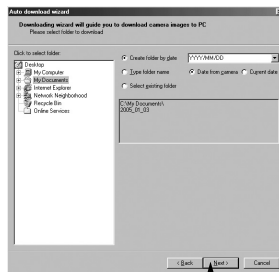 Auto download wizard
Downloading wizard will guide you to download camera images to PC
Please select folder to download
Click to select folder:
Desktop
My Computer
My Documents
Internet Explorer
Network Neighborhood
Recycle Bin
Online Services
Create folder by date
YYYY/MM/DD
Type folder name
Date from camera
Current date
Select existing folder
C:\My Documents\
2005_01_03
< Back
Next >
Cancel